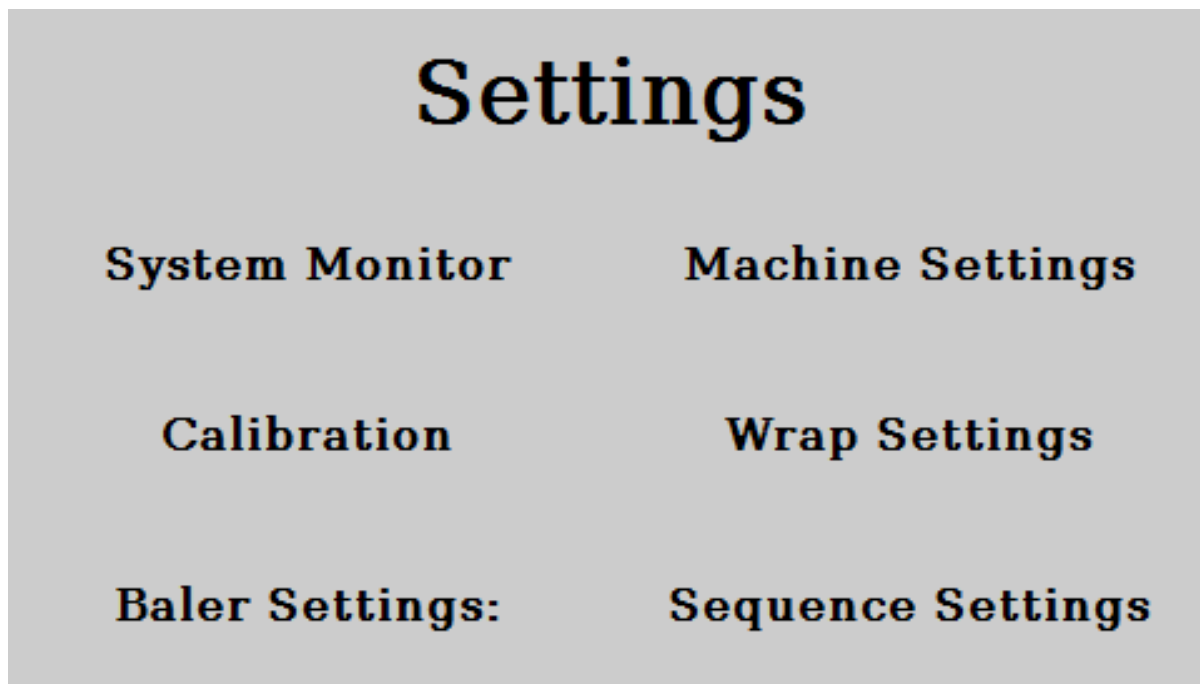 Settings
System Monitor
Machine Settings
Calibration
Wrap Settings
Baler Settings:
Sequence Settings